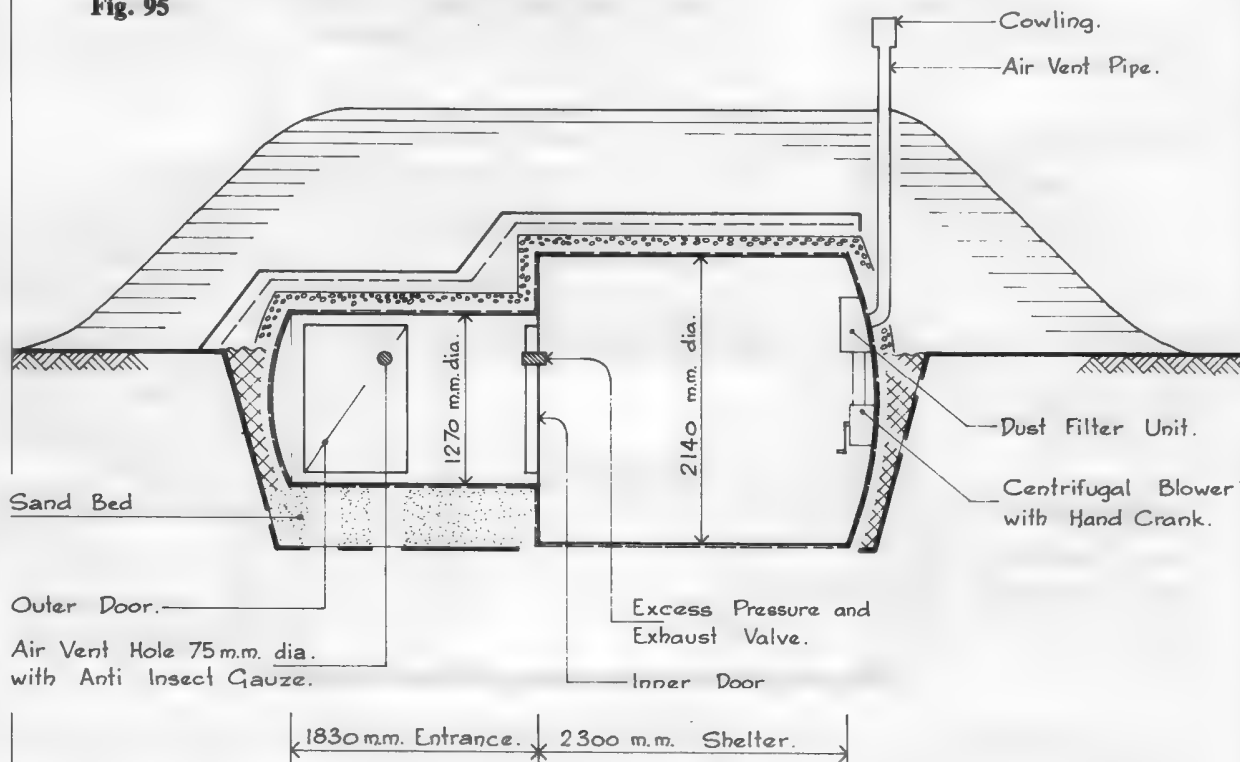 Fig. 95
Cowling.
Air Vent Pipe.
1270 m.m. dia.
2140 m.m. dia.
Dust Filter Unit.
Centrifugal Blower
with Hand Crank.
Sand Bed
Outer Door.
Air Vent Hole 75 m.m. dia.
with Anti Insect Gauze.
Excess Pressure and
Exhaust Valve.
Inner Door
1830 m.m. Entrance.
2300 m.m. Shelter.